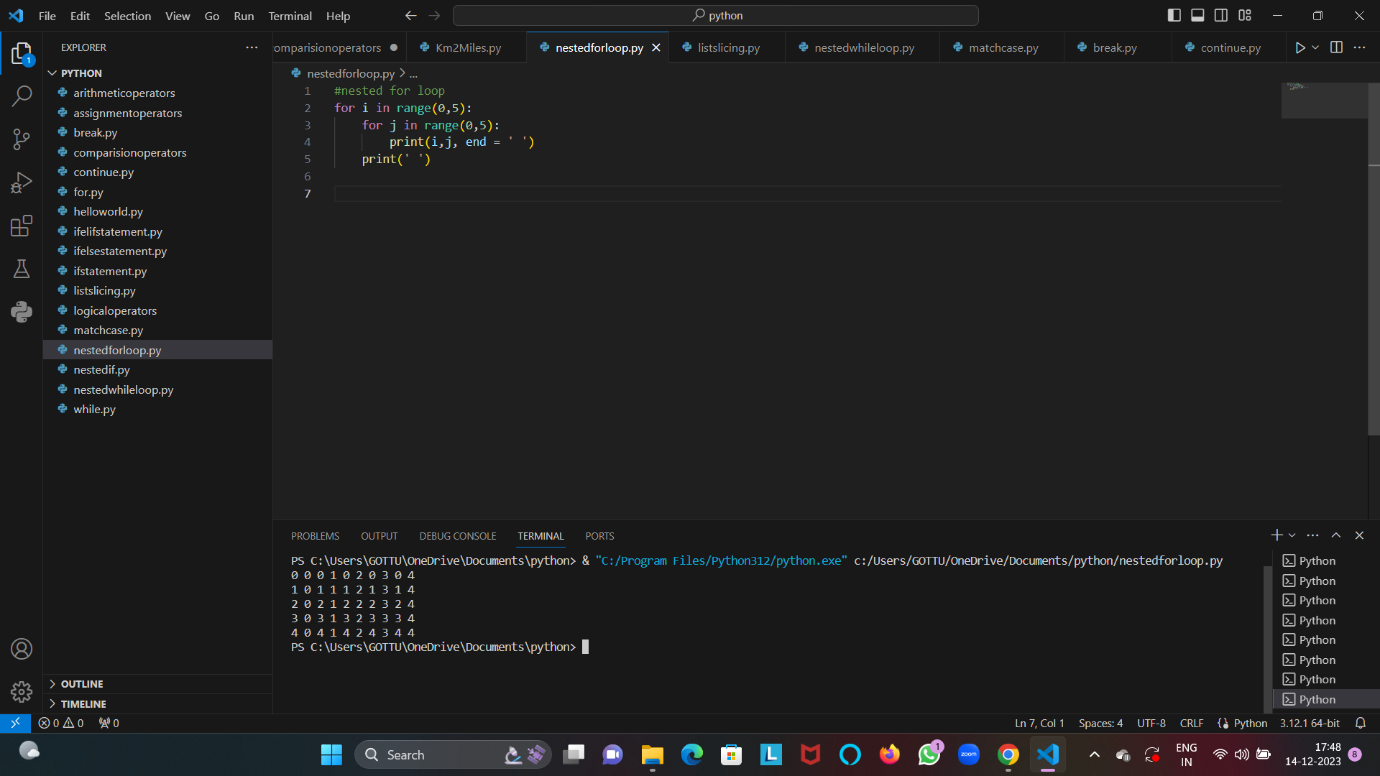 File Edit Selection View Go Run Terminal Help
python
EXPLORER
omparisionoperators
Km2Miles.py
nestedforloop.py
listslicing.py
nestedwhileloop.py
matchcase.py
break.py
continue.py
1
PYTHON
arithmeticoperators
assignmentoperators
break.py
comparisionoperators
continue.py
for.py
helloworld.py
ifelifstatement.py
ifelsestatement.py
ifstatement.py
listslicing.py
logicaloperators
matchcase.py
nestedforloop.py
nestedif.py
nestedwhileloop.py
while.py
OUTLINE
TIMELINE
nestedforloop.py > ...
1 #nested for loop
2 for i in range(0,5):
3 for j in range(0,5):
4 print(i,j, end = ' ')
5 print(' ')
6
7
PROBLEMS OUTPUT DEBUG CONSOLE TERMINAL PORTS
PS C:\Users\GOTTU\OneDrive\Documents\python> & "C:/Program Files/Python312/python.exe" c:/Users/GOTTU/OneDrive/Documents/python/nestedforloop.py
0 0 0 1 0 2 0 3 0 4
1 0 1 1 1 2 1 3 1 4
2 0 2 1 2 2 2 3 2 4
3 0 3 1 3 2 3 3 3 4
4 0 4 1 4 2 4 3 4 4
PS C:\Users\GOTTU\OneDrive\Documents\python>
Python
Python
Python
Python
Python
Python
Python
Python
0 0 0
Ln 7, Col 1 Spaces: 4 UTF-8 CRLF Python 3.12.1 64-bit
Search
L
1
zoom
ENG
IN
17:48
14-12-2023
8